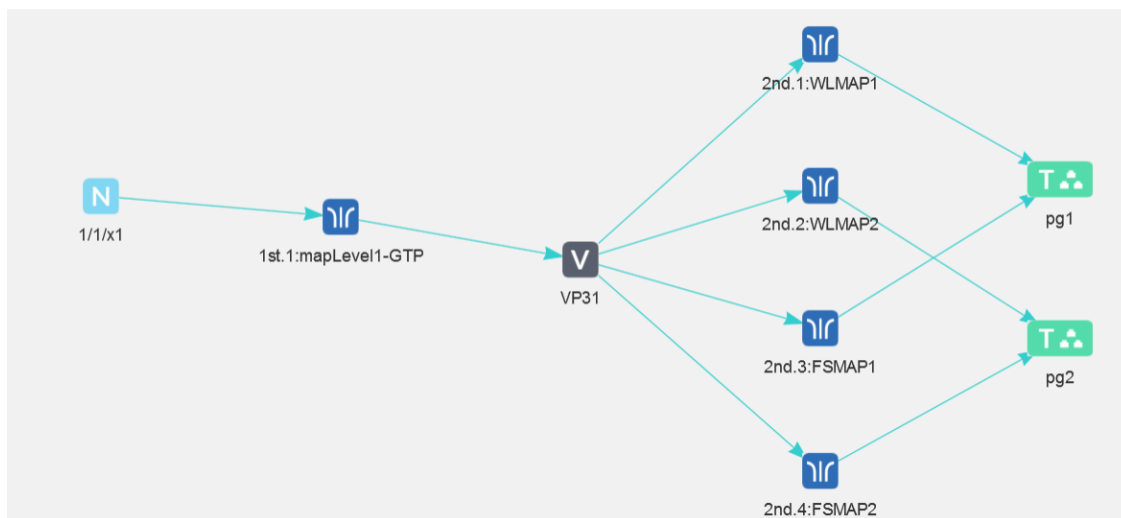 2nd.1:WLMAP1
N
1/1/x1
1st.1:mapLevel1-GTP
V
VP31
2nd.2:WLMAP2
2nd.3:FSMAP1
2nd.4:FSMAP2
T
pg1
T
pg2